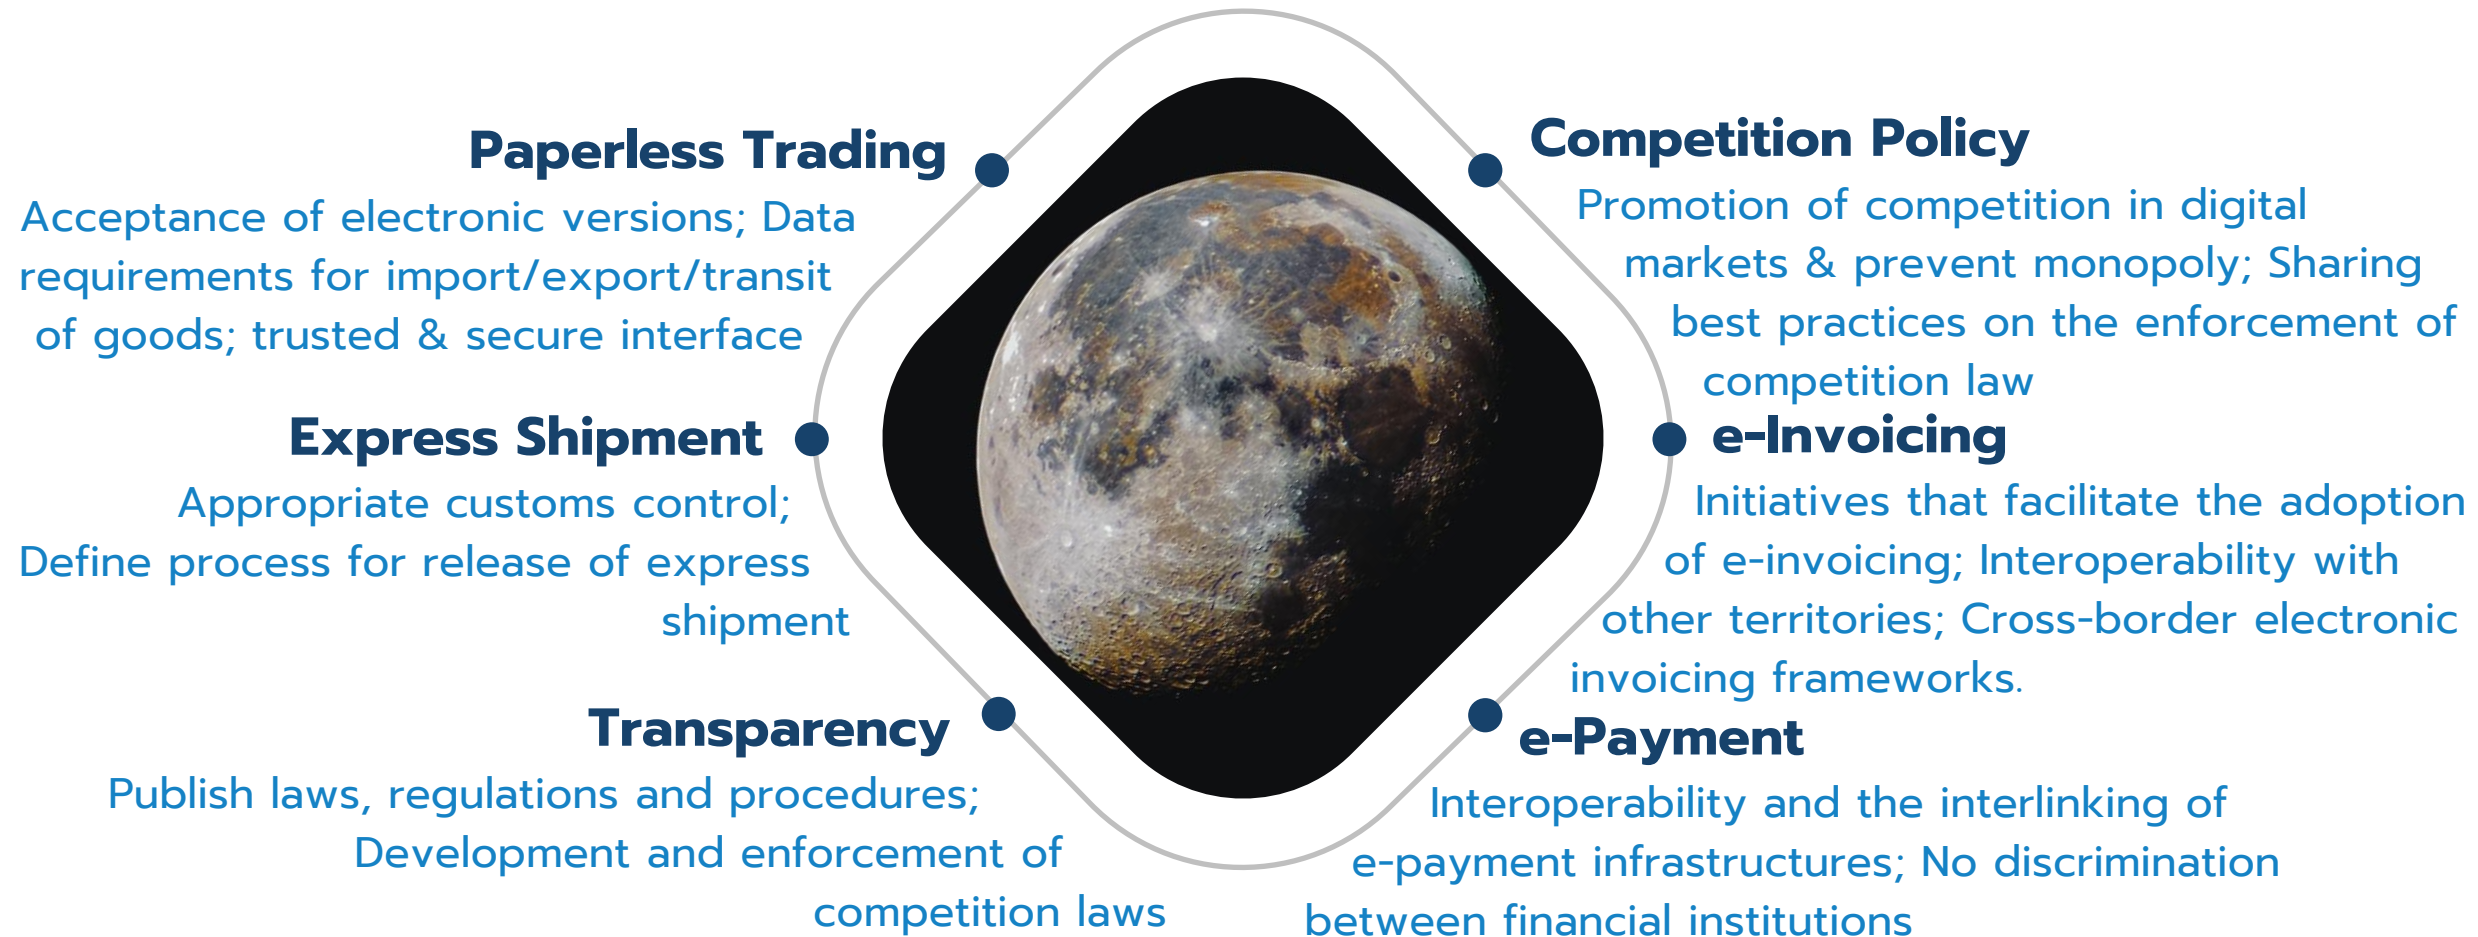 Paperless Trading
Acceptance of electronic versions; Data
requirements for import/export/transit
of goods; trusted & secure interface
Express Shipment
Appropriate customs control;
Define process for release of express
shipment
Transparency
Publish laws, regulations and procedures;
Development and enforcement of
competition laws
Competition Policy
Promotion of competition in digital
markets & prevent monopoly; Sharing
best practices on the enforcement of
competition law
e-Invoicing
Initiatives that facilitate the adoption
of e-invoicing; Interoperability with
other territories; Cross-border electronic
invoicing frameworks.
e-Payment
Interoperability and the interlinking of
e-payment infrastructures; No discrimination
between financial institutions